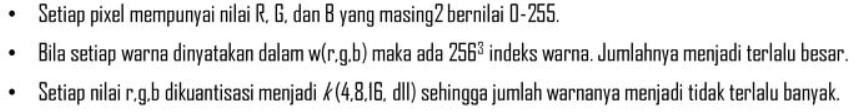 • Setiap pixel mempunyai nilai R, G, dan B yang masing2 bernilai 0-255.
• Bila setiap warna dinyatakan dalam w(r,g,b) maka ada 256³ indeks warna. Jumlahnya menjadi terlalu besar.
• Setiap nilai r,g,b dikuantisasi menjadi k (4,8,16, dll) sehingga jumlah warnanya menjadi tidak terlalu banyak.